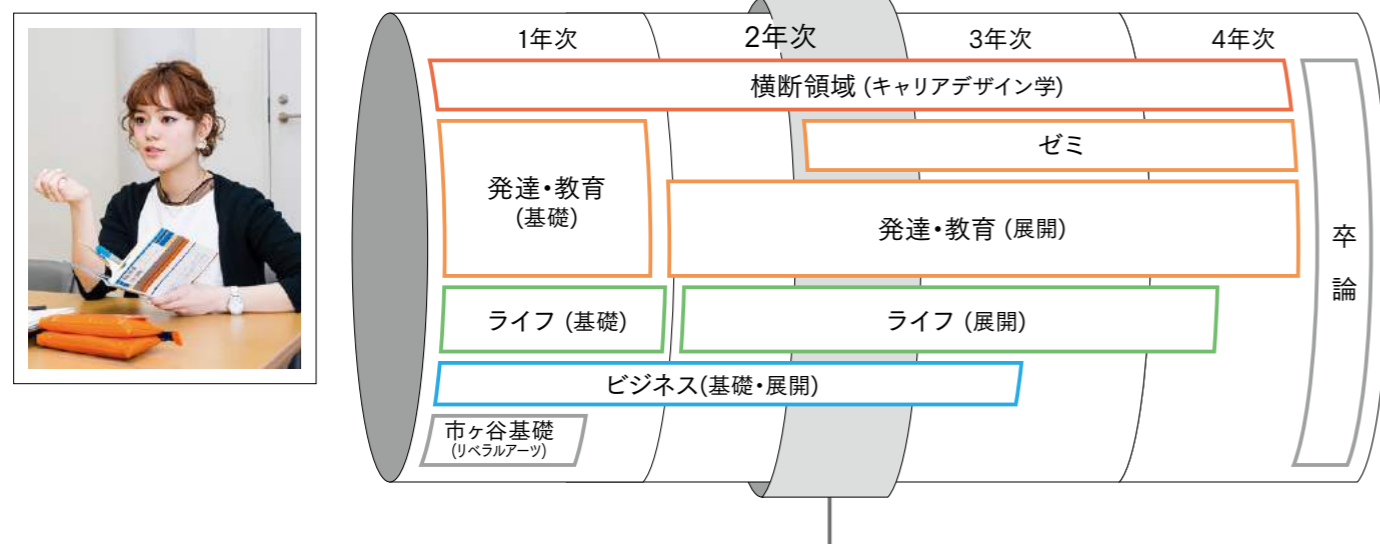 1年次
2年次
3年次
4年次
横断領域 (キャリアデザイン学)
ゼミ
発達・教育
(基礎)
発達・教育 (展開)
卒
論
ライフ (基礎)
ライフ (展開)
ビジネス(基礎・展開)
市ヶ谷基礎
(リベラルアーツ)